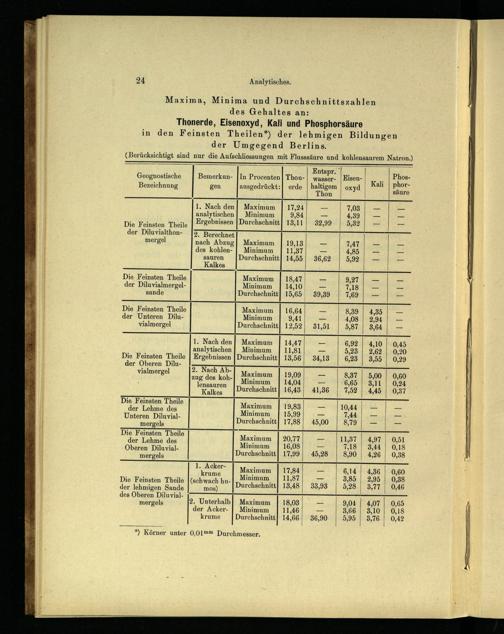 24 Analytisches.
Maxima, Minima und Durchschnittszahlen
des Gehaltes an:
Thonerde, Eisenoxyd, Kali und Phosphorsäure
in den Feinsten Theilen*) der lehmigen Bildungen
der Umgegend Berlins.
(Berücksichtigt sind nur die Aufschliessungen mit Flusssäure und kohlensaurem Natron.)
Geognostische Bezeichnung | Bemerkungen | In Procenten ausgedrückt: | Thonerde | Entspr. wasserhaltigem Thon | Eisenoxyd | Kali | Phosphorsäure
Die Feinsten Theile der Diluvialthonmergel
1. Nach den analytischen Ergebnissen
Maximum 17,24 — 7,03 — —
Minimum 9,84 — 4,39 — —
Durchschnitt 13,11 32,99 5,32 — —
2. Berechnet nach Abzug des kohlensauren Kalkes
Maximum 19,13 — 7,47 — —
Minimum 11,37 — 4,85 — —
Durchschnitt 14,55 36,62 5,92 — —
Die Feinsten Theile der Diluvialmergelsande
Maximum 18,47 — 9,27 — —
Minimum 14,10 — 7,18 — —
Durchschnitt 15,65 39,39 7,69 — —
Die Feinsten Theile der Unteren Diluvialmergel
Maximum 16,64 — 8,39 4,35 —
Minimum 9,41 — 4,08 2,94 —
Durchschnitt 12,52 31,51 5,87 3,64 —
Die Feinsten Theile der Oberen Diluvialmergel
1. Nach den analytischen Ergebnissen
Maximum 14,47 — 6,92 4,10 0,45
Minimum 11,81 — 5,23 2,62 0,20
Durchschnitt 13,56 34,13 6,23 3,55 0,29
2. Nach Abzug des kohlensauren Kalkes
Maximum 19,09 — 8,37 5,00 0,60
Minimum 14,04 — 6,65 3,11 0,24
Durchschnitt 16,43 41,36 7,52 4,45 0,37
Die Feinsten Theile der Lehme des Unteren Diluvialmergels
Maximum 19,83 — 10,44 — —
Minimum 15,99 — 7,44 — —
Durchschnitt 17,88 45,00 8,79 — —
Die Feinsten Theile der Lehme des Oberen Diluvialmergels
Maximum 20,77 — 11,37 4,97 0,51
Minimum 16,08 — 7,18 3,44 0,18
Durchschnitt 17,99 45,28 8,90 4,26 0,38
Die Feinsten Theile der lehmigen Sande des Oberen Diluvialmergels
1. Ackerkrume (schwach humos)
Maximum 17,84 — 6,14 4,36 0,60
Minimum 11,87 — 3,85 2,95 0,38
Durchschnitt 13,48 33,93 5,28 3,77 0,46
2. Unterhalb der Ackerkrume
Maximum 18,03 — 9,04 4,07 0,65
Minimum 11,46 — 3,66 3,10 0,18
Durchschnitt 14,66 36,90 5,95 3,76 0,42
*) Körner unter 0,01mm Durchmesser.